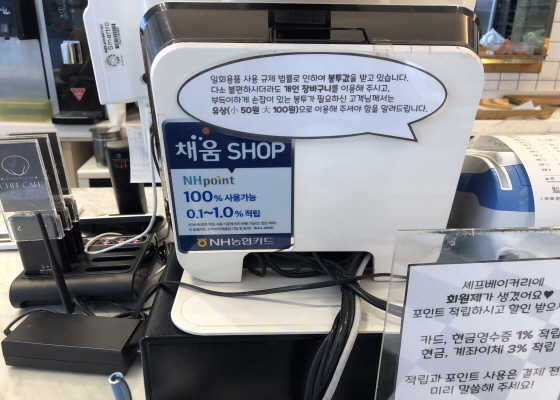 Smartro
일회용품 사용 규제 법률로 인하여 봉투값을 받고 있습니다.
다소 불편하시더라도 개인 장바구니를 이용해 주시고,
부득이하게 손잡이 있는 봉투가 필요하신 고객님께서는
유상(小 50원 大 100원)으로 이용해 주셔야 함을 알려드립니다.
채움 SHOP
NHpoint
100% 사용가능
0.1~1.0% 적립
NH농협카드
셰프베이커리에
회원제가 생겼어요♥
포인트 적립하시고 할인 받으
카드, 현금영수증 1% 적립
현금, 계좌이체 3% 적립
적립과 포인트 사용은 결제 전
미리 말씀해 주세요!